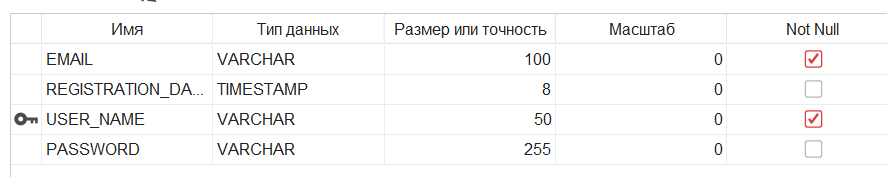 Имя Тип данных Размер или точность Масштаб Not Null
EMAIL VARCHAR 100 0
REGISTRATION_DA... TIMESTAMP 8 0
USER_NAME VARCHAR 50 0
PASSWORD VARCHAR 255 0